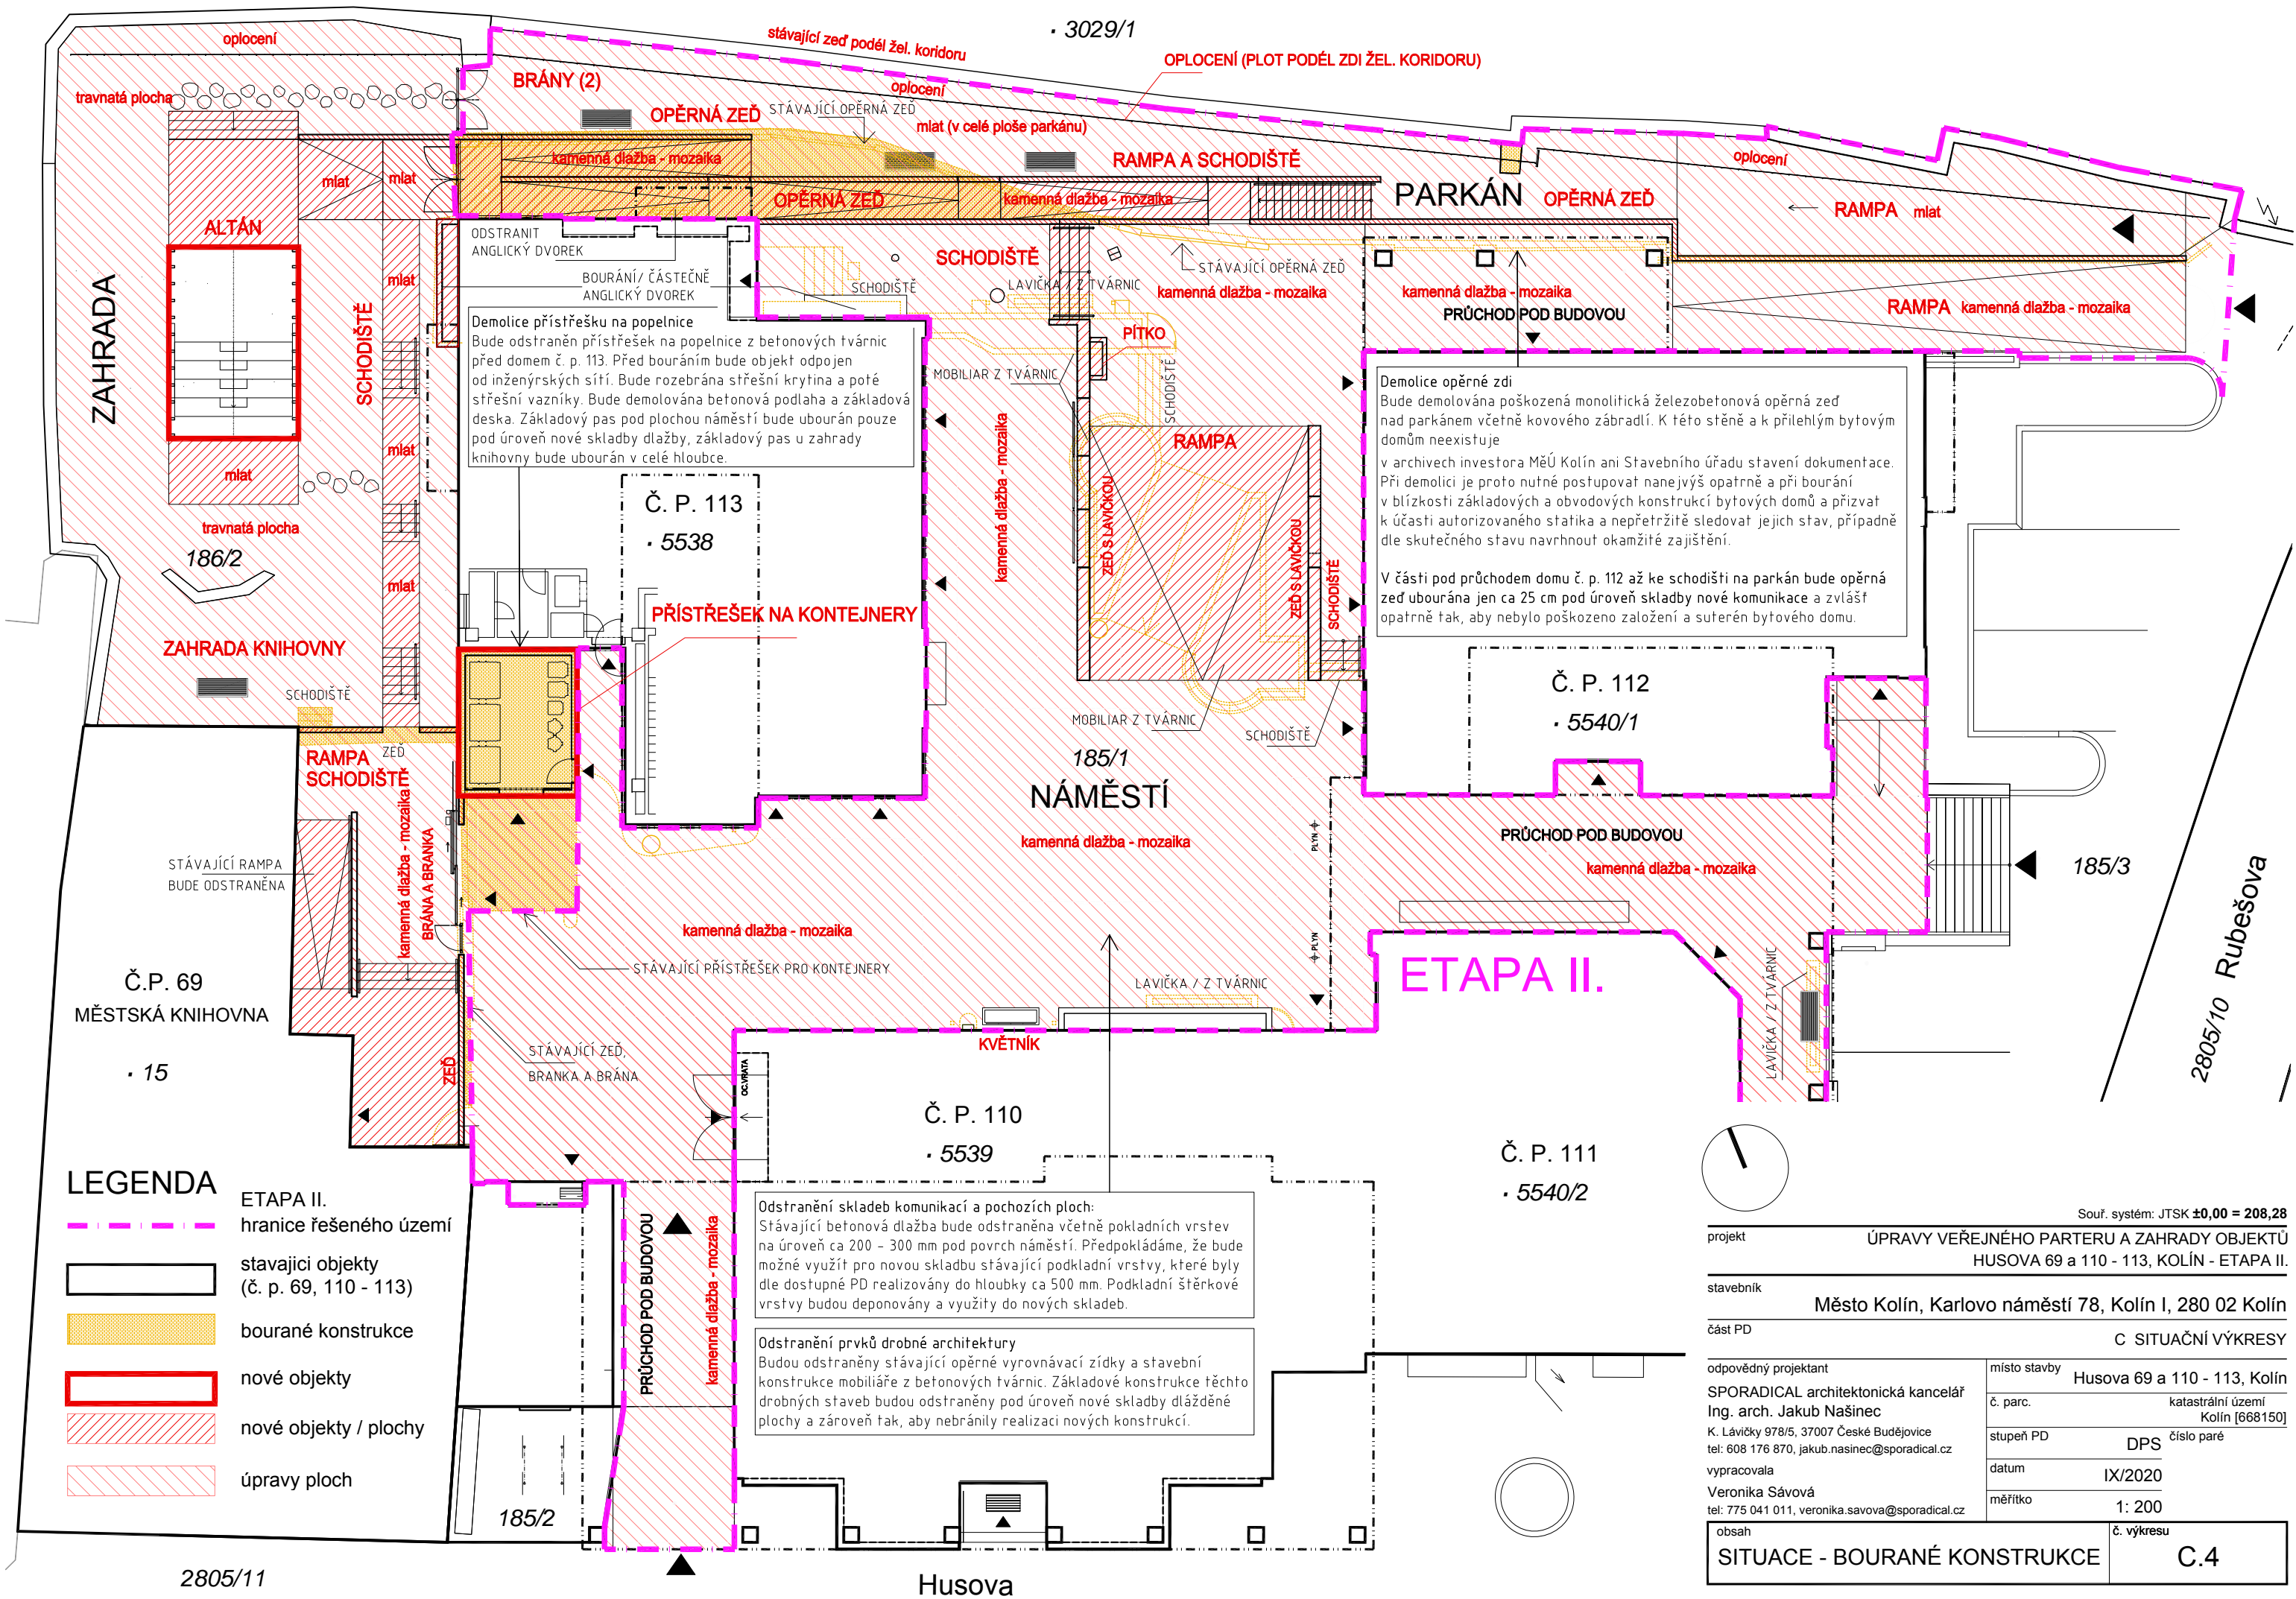 · 3029/1
oplocení
stávající zeď podél žel. koridoru
OPLOCENÍ (PLOT PODÉL ZDI ŽEL. KORIDORU)
BRÁNY (2)
oplocení
travnatá plocha
OPĚRNÁ ZEĎ
STÁVAJÍCÍ OPĚRNÁ ZEĎ
mlat (v celé ploše parkánu)
kamenná dlažba - mozaika
RAMPA A SCHODIŠTĚ
oplocení
mlat
mlat
OPĚRNÁ ZEĎ
kamenná dlažba - mozaika
PARKÁN
OPĚRNÁ ZEĎ
RAMPA
mlat
ALTÁN
ODSTRANIT
ANGLICKÝ DVOREK
SCHODIŠTĚ
STÁVAJÍCÍ OPĚRNÁ ZEĎ
mlat
BOURÁNÍ/ ČÁSTEČNĚ
ANGLICKÝ DVOREK
SCHODIŠTĚ
LAVIČKA / Z TVÁRNIC
kamenná dlažba - mozaika
kamenná dlažba - mozaika
PRŮCHOD POD BUDOVOU
RAMPA
kamenná dlažba - mozaika
ZAHRADA
SCHODIŠTĚ
PÍTKO
MOBILIAR Z TVÁRNIC
SCHODIŠTĚ
Demolice přístřešku na popelnice
Bude odstraněn přístřešek na popelnice z betonových tvárnic
před domem č. p. 113. Před bouráním bude objekt odpojen
od inženýrských sítí. Bude rozebrána střešní krytina a poté
střešní vazníky. Bude demolována betonová podlaha a základová
deska. Základový pas pod plochou náměstí bude ubourán pouze
pod úroveň nové skladby dlažby, základový pas u zahrady
knihovny bude ubourán v celé hloubce.
Demolice opěrné zdi
Bude demolována poškozená monolitická železobetonová opěrná zeď
nad parkánem včetně kovového zábradlí. K této stěně a k přilehlým bytovým
domům neexistuje
v archivech investora MěÚ Kolín ani Stavebního úřadu stavení dokumentace.
Při demolici je proto nutné postupovat nanejvýš opatrně a při bourání
v blízkosti základových a obvodových konstrukcí bytových domů a přizvat
k účasti autorizovaného statika a nepřetržitě sledovat jejich stav, případně
dle skutečného stavu navrhnout okamžité zajištění.
V části pod průchodem domu č. p. 112 až ke schodišti na parkán bude opěrná
zeď ubourána jen ca 25 cm pod úroveň skladby nové komunikace a zvlášť
opatrně tak, aby nebylo poškozeno založení a suterén bytového domu.
mlat
mlat
travnatá plocha
186/2
mlat
kamenná dlažba - mozaika
RAMPA
ZEĎ S LAVIČKOU
ZEĎ S LAVIČKOU
SCHODIŠTĚ
Č. P. 113
· 5538
PŘÍSTŘEŠEK NA KONTEJNERY
ZAHRADA KNIHOVNY
SCHODIŠTĚ
Č. P. 112
· 5540/1
MOBILIAR Z TVÁRNIC
SCHODIŠTĚ
RAMPA
SCHODIŠTĚ
ZEĎ
185/1
NÁMĚSTÍ
kamenná dlažba - mozaika
kamenná dlažba - mozaika
BRÁNA A BRANKA
PLYN
PRŮCHOD POD BUDOVOU
kamenná dlažba - mozaika
185/3
STÁVAJÍCÍ RAMPA
BUDE ODSTRANĚNA
kamenná dlažba - mozaika
PLYN
STÁVAJÍCÍ PŘÍSTŘEŠEK PRO KONTEJNERY
LAVIČKA / Z TVÁRNIC
ETAPA II.
LAVIČKA / Z TVÁRNIC
2805/10 Rubešova
Č.P. 69
MĚSTSKÁ KNIHOVNA
· 15
KVĚTNÍK
STÁVAJÍCÍ ZEĎ,
BRANKA A BRÁNA
ZEĎ
OC.VRATA
Č. P. 110
· 5539
Č. P. 111
· 5540/2
Odstranění skladeb komunikací a pochozích ploch:
Stávající betonová dlažba bude odstraněna včetně pokladních vrstev
na úroveň ca 200 - 300 mm pod povrch náměstí. Předpokládáme, že bude
možné využít pro novou skladbu stávající podkladní vrstvy, které byly
dle dostupné PD realizovány do hloubky ca 500 mm. Podkladní štěrkové
vrstvy budou deponovány a využity do nových skladeb.
Odstranění prvků drobné architektury
Budou odstraněny stávající opěrné vyrovnávací zídky a stavební
konstrukce mobiliáře z betonových tvárnic. Základové konstrukce těchto
drobných staveb budou odstraněny pod úroveň nové skladby dlážděné
plochy a zároveň tak, aby nebránily realizaci nových konstrukcí.
PRŮCHOD POD BUDOVOU
kamenná dlažba - mozaika
LEGENDA
ETAPA II.
hranice řešeného území
stavajici objekty
(č. p. 69, 110 - 113)
bourané konstrukce
nové objekty
nové objekty / plochy
úpravy ploch
185/2
2805/11
Husova
Souř. systém: JTSK ±0,00 = 208,28
projekt
ÚPRAVY VEŘEJNÉHO PARTERU A ZAHRADY OBJEKTŮ
HUSOVA 69 a 110 - 113, KOLÍN - ETAPA II.
stavebník
Město Kolín, Karlovo náměstí 78, Kolín I, 280 02 Kolín
část PD
C SITUAČNÍ VÝKRESY
odpovědný projektant
SPORADICAL architektonická kancelář
Ing. arch. Jakub Našinec
K. Lávičky 978/5, 37007 České Budějovice
tel: 608 176 870, jakub.nasinec@sporadical.cz
vypracovala
Veronika Sávová
tel: 775 041 011, veronika.savova@sporadical.cz
místo stavby
Husova 69 a 110 - 113, Kolín
č. parc.
katastrální území
Kolín [668150]
stupeň PD
DPS
číslo paré
datum
IX/2020
měřítko
1: 200
obsah
SITUACE - BOURANÉ KONSTRUKCE
č. výkresu
C.4